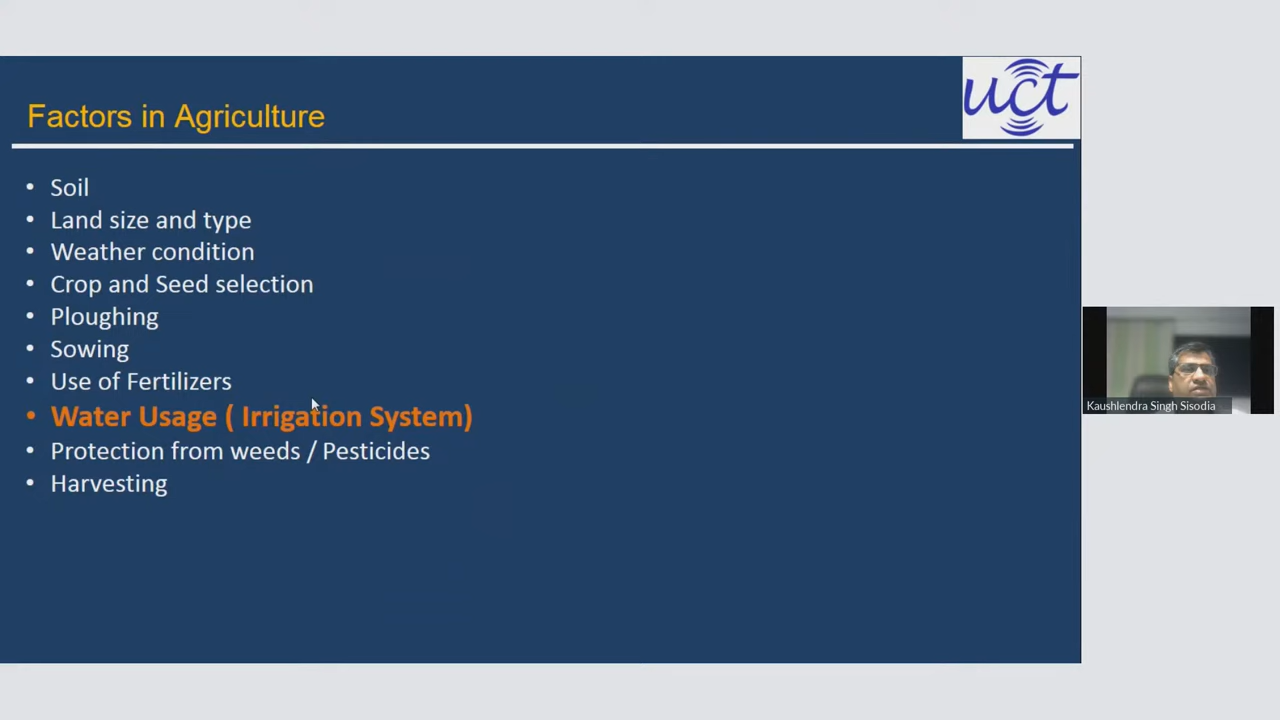 uct
Factors in Agriculture
• Soil
• Land size and type
• Weather condition
• Crop and Seed selection
• Ploughing
• Sowing
• Use of Fertilizers
• Water Usage ( Irrigation System)
• Protection from weeds / Pesticides
• Harvesting
Kaushlendra Singh Sisodia